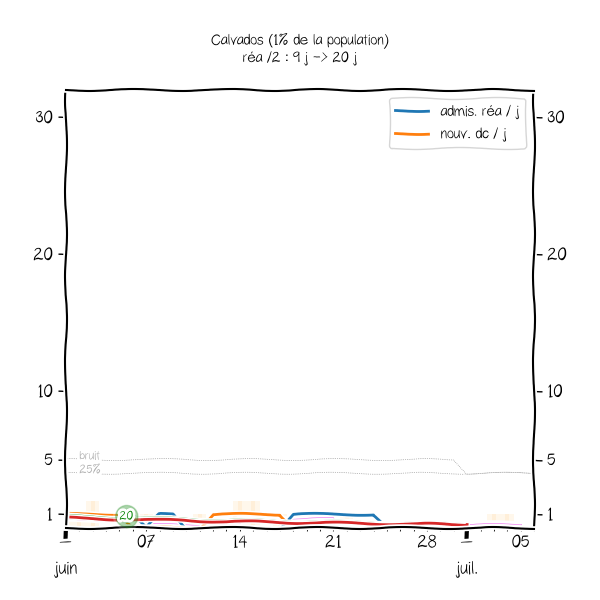 Calvados (1% de la population)
réa /2 : 9 j -> 20 j
admis. réa / j
nouv. dc / j
30
30
20
20
10
10
5
5
bruit
25%
1
1
20
07
14
21
28
05
juin
juil.